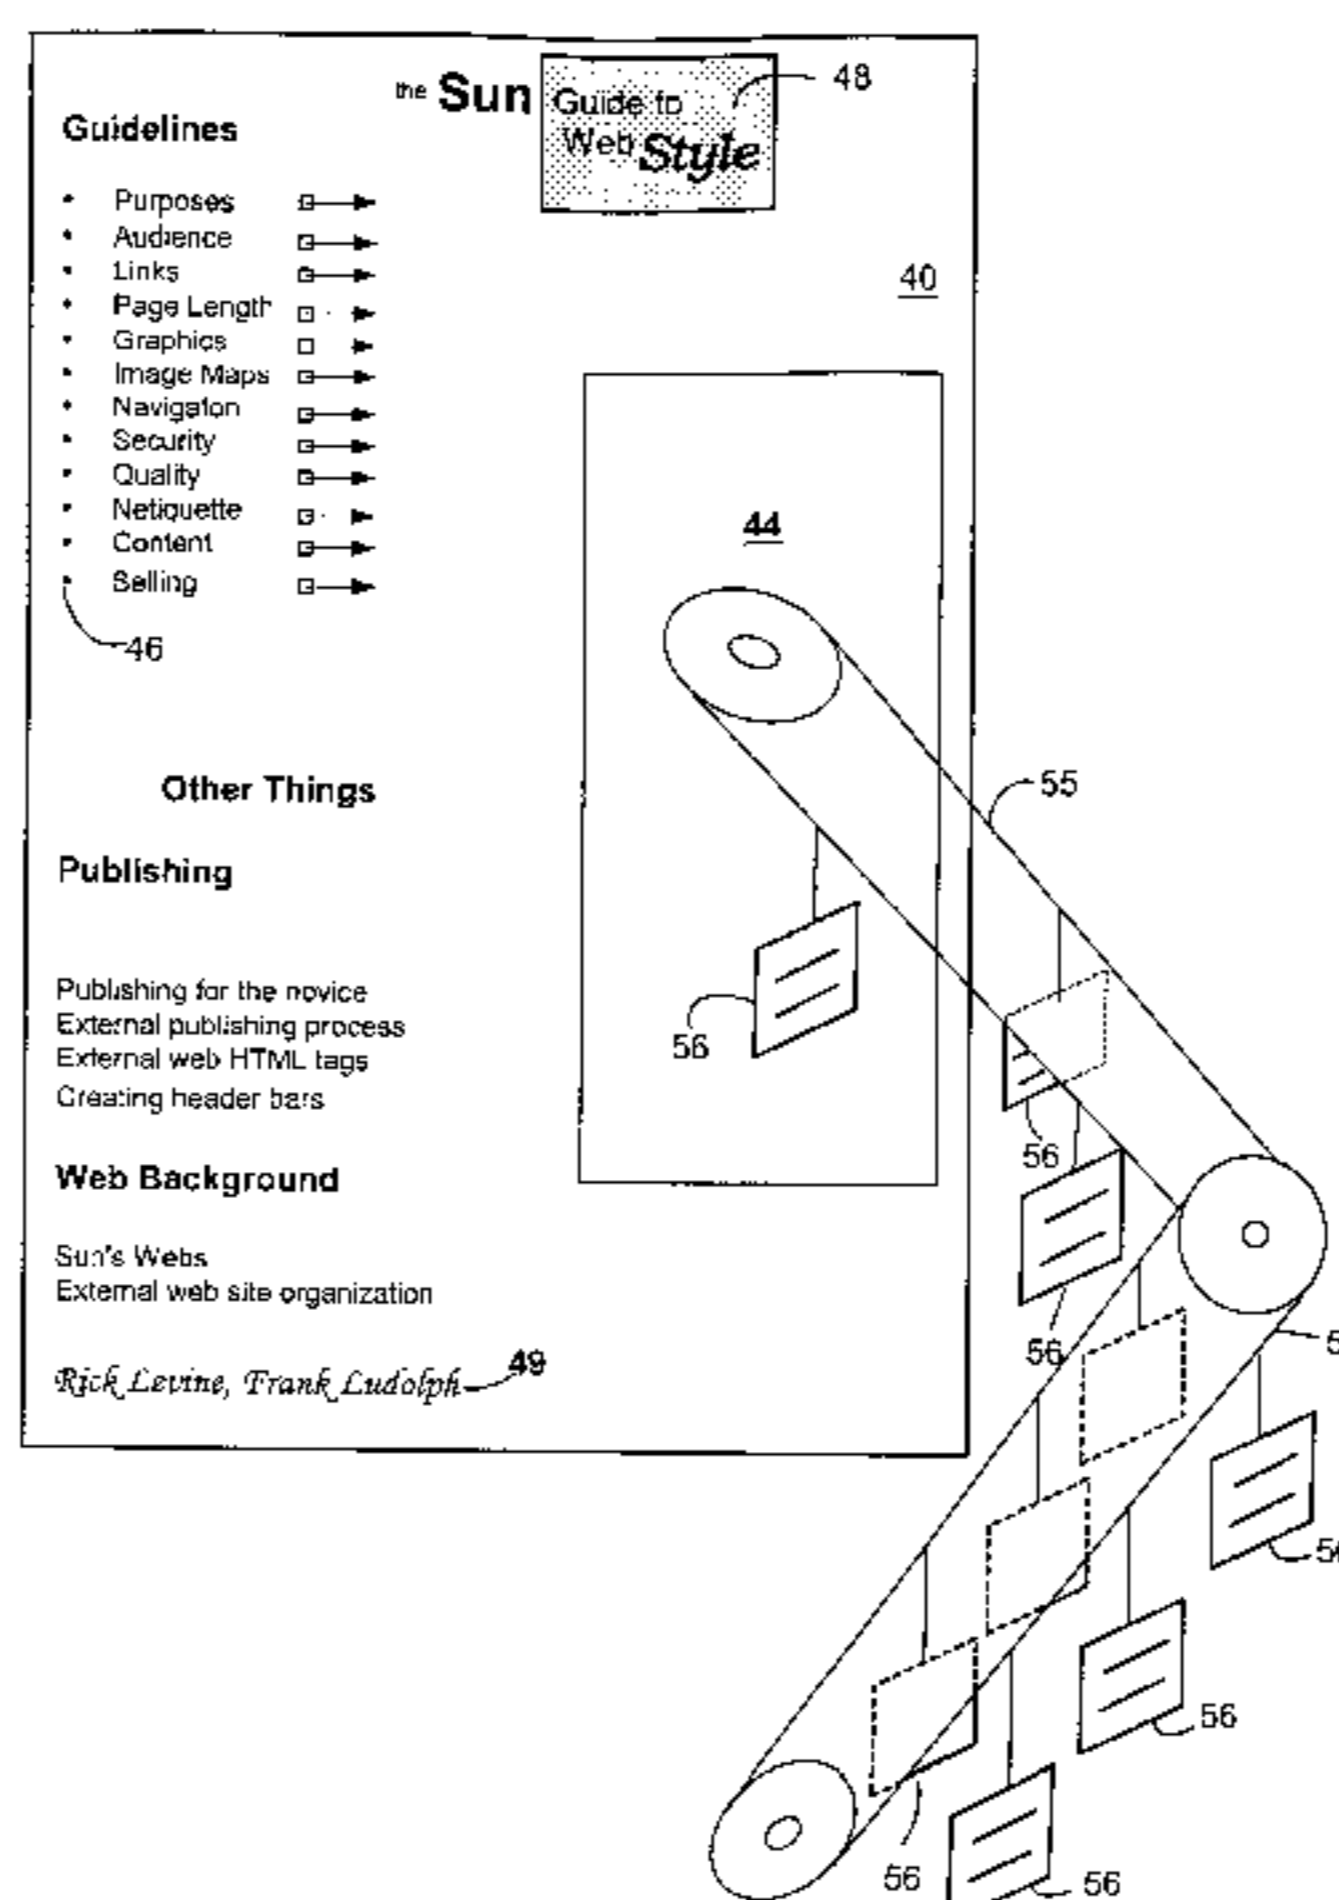 the Sun Guide to
Web Style
48
Guidelines
• Purposes
• Audience
• Links
• Page Length
• Graphics
• Image Maps
• Navigaton
• Security
• Quality
• Netiquette
• Content
• Selling
46
40
44
Other Things
55
Publishing
Publishing for the novice
External publishing process
External web HTML tags
Creating header bars
56
56
Web Background
Sun's Webs
External web site organization
56
Rick Levine, Frank Ludolph
49
56
56
56